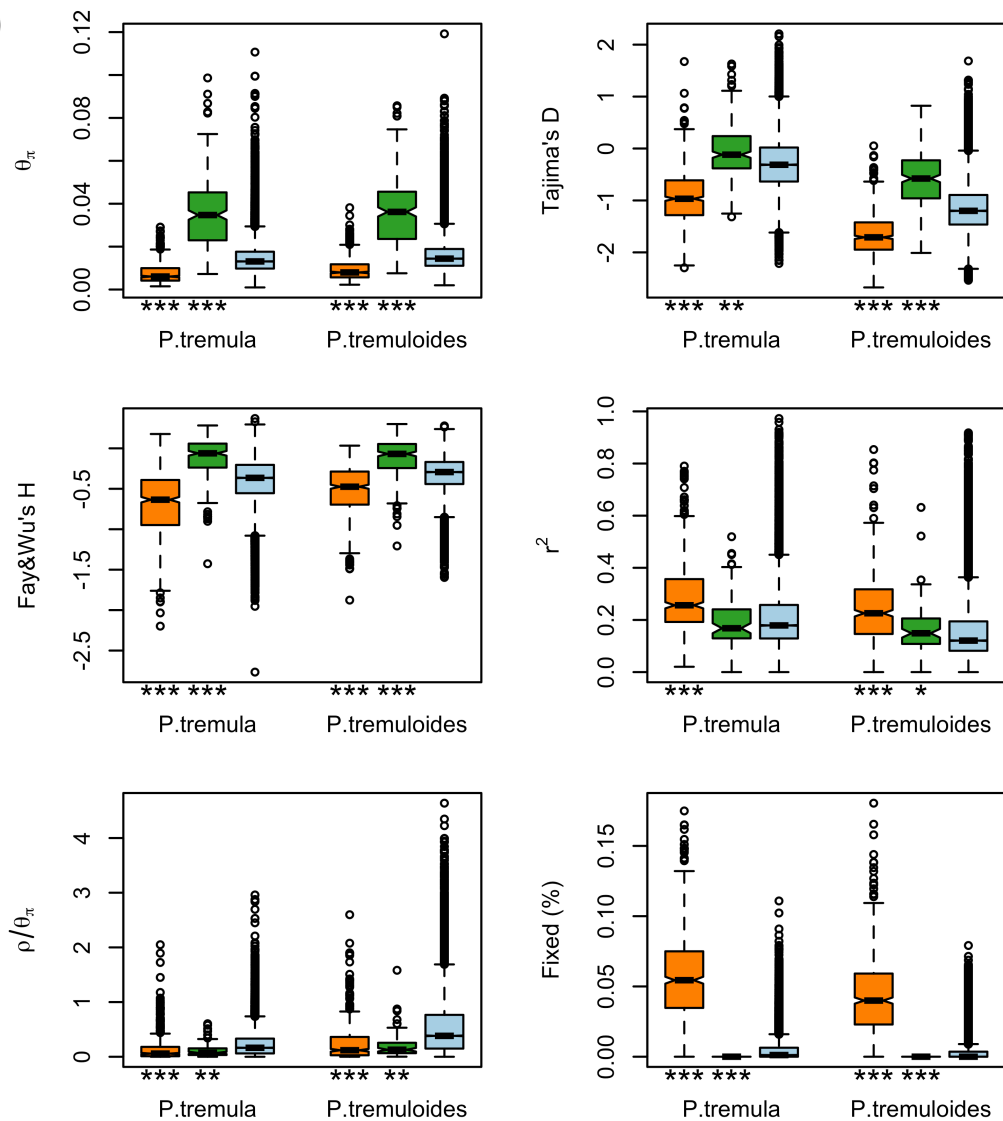 θπ
0.00 0.04 0.08 0.12
*** *** *** ***
P.tremula P.tremuloides
Tajima's D
-2 -1 0 1 2
*** ** *** ***
P.tremula P.tremuloides
Fay&Wu's H
-2.5 -1.5 -0.5
*** *** *** ***
P.tremula P.tremuloides
r²
0.0 0.2 0.4 0.6 0.8 1.0
*** *** *
P.tremula P.tremuloides
ρ/θπ
0 1 2 3 4
*** ** *** **
P.tremula P.tremuloides
Fixed (%)
0.00 0.05 0.10 0.15
*** *** *** ***
P.tremula P.tremuloides